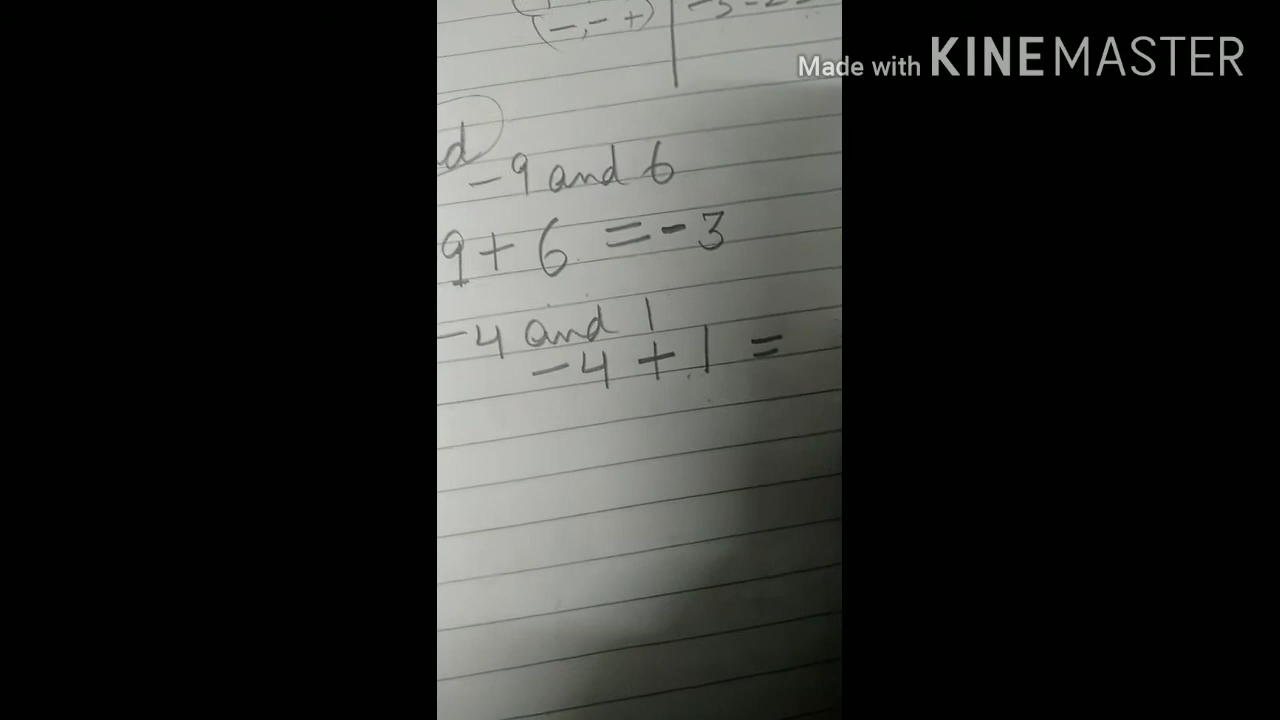 (-, - +)
Made with KINEMASTER
d
-9 and 6
9 + 6 = -3
-4 and 1
-4 + 1 =